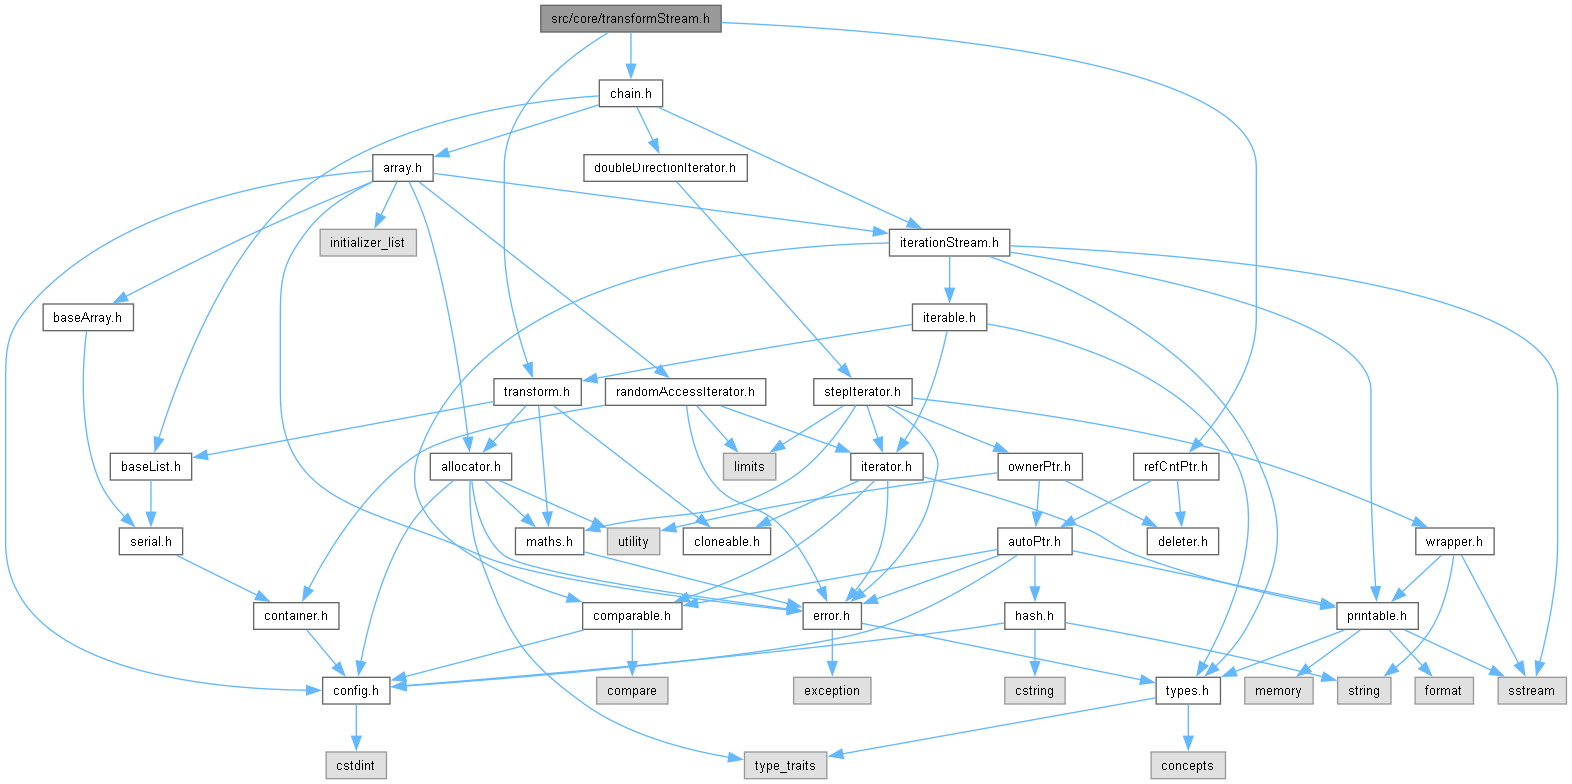 src/core/transformStream.h
chain.h
array.h
doubleDirectionIterator.h
initializer_list
iterationStream.h
baseArray.h
iterable.h
transform.h
randomAccessIterator.h
stepIterator.h
baseList.h
allocator.h
limits
iterator.h
ownerPtr.h
refCntPtr.h
serial.h
maths.h
utility
cloneable.h
autoPtr.h
deleter.h
wrapper.h
container.h
comparable.h
error.h
hash.h
printable.h
config.h
compare
exception
cstring
types.h
memory
string
format
sstream
cstdint
type_traits
concepts